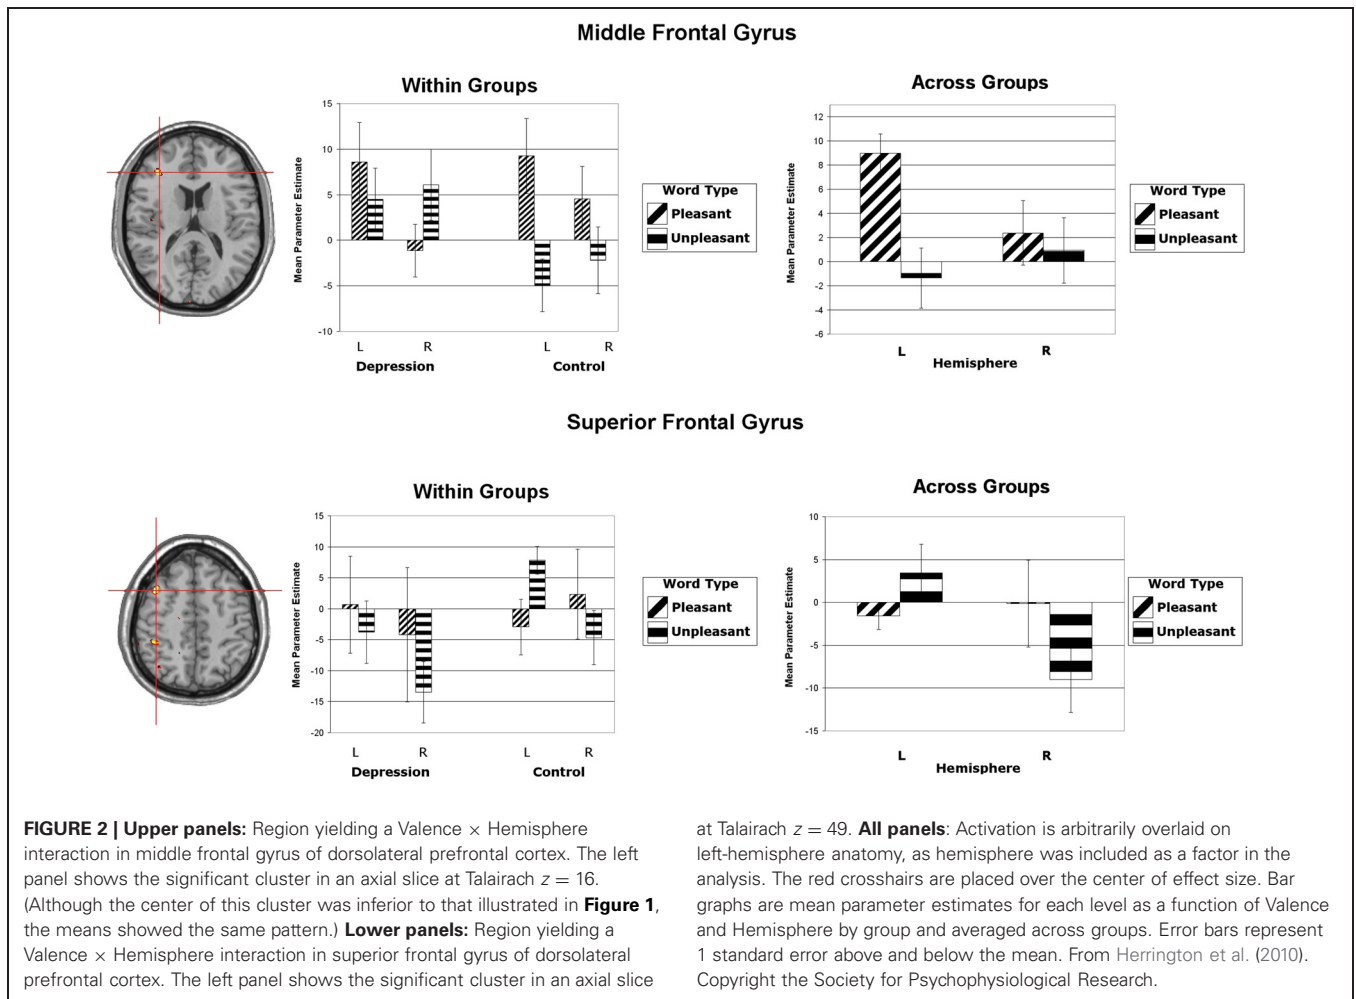 Middle Frontal Gyrus
Within Groups
15
10
5
0
-5
-10
Mean Parameter Estimate
L
R
L
R
Depression
Control
Word Type
Pleasant
Unpleasant
Across Groups
12
10
8
6
4
2
0
-2
-4
-6
Mean Parameter Estimate
L
R
Hemisphere
Word Type
Pleasant
Unpleasant
Superior Frontal Gyrus
Within Groups
15
10
5
0
-5
-10
-15
-20
Mean Parameter Estimate
L
R
L
R
Depression
Control
Word Type
Pleasant
Unpleasant
Across Groups
10
5
0
-5
-10
-15
Mean Parameter Estimate
L
R
Hemisphere
Word Type
Pleasant
Unpleasant
FIGURE 2 | Upper panels: Region yielding a Valence × Hemisphere
interaction in middle frontal gyrus of dorsolateral prefrontal cortex. The left
panel shows the significant cluster in an axial slice at Talairach z = 16.
(Although the center of this cluster was inferior to that illustrated in Figure 1,
the means showed the same pattern.) Lower panels: Region yielding a
Valence × Hemisphere interaction in superior frontal gyrus of dorsolateral
prefrontal cortex. The left panel shows the significant cluster in an axial slice
at Talairach z = 49. All panels: Activation is arbitrarily overlaid on
left-hemisphere anatomy, as hemisphere was included as a factor in the
analysis. The red crosshairs are placed over the center of effect size. Bar
graphs are mean parameter estimates for each level as a function of Valence
and Hemisphere by group and averaged across groups. Error bars represent
1 standard error above and below the mean. From Herrington et al. (2010).
Copyright the Society for Psychophysiological Research.